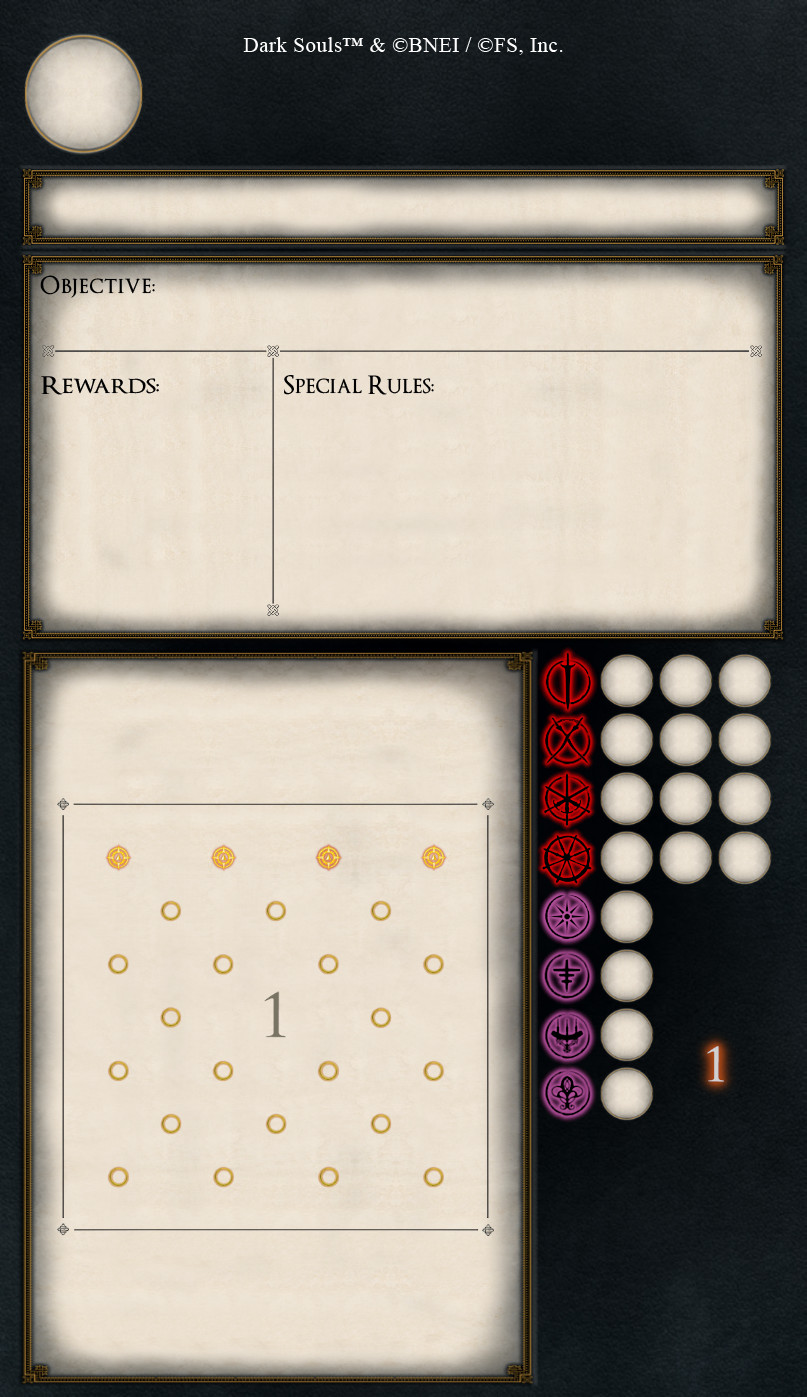 Dark Souls™ & ©BNEI / ©FS, Inc.
Objective:
Rewards:
Special Rules:
1
1